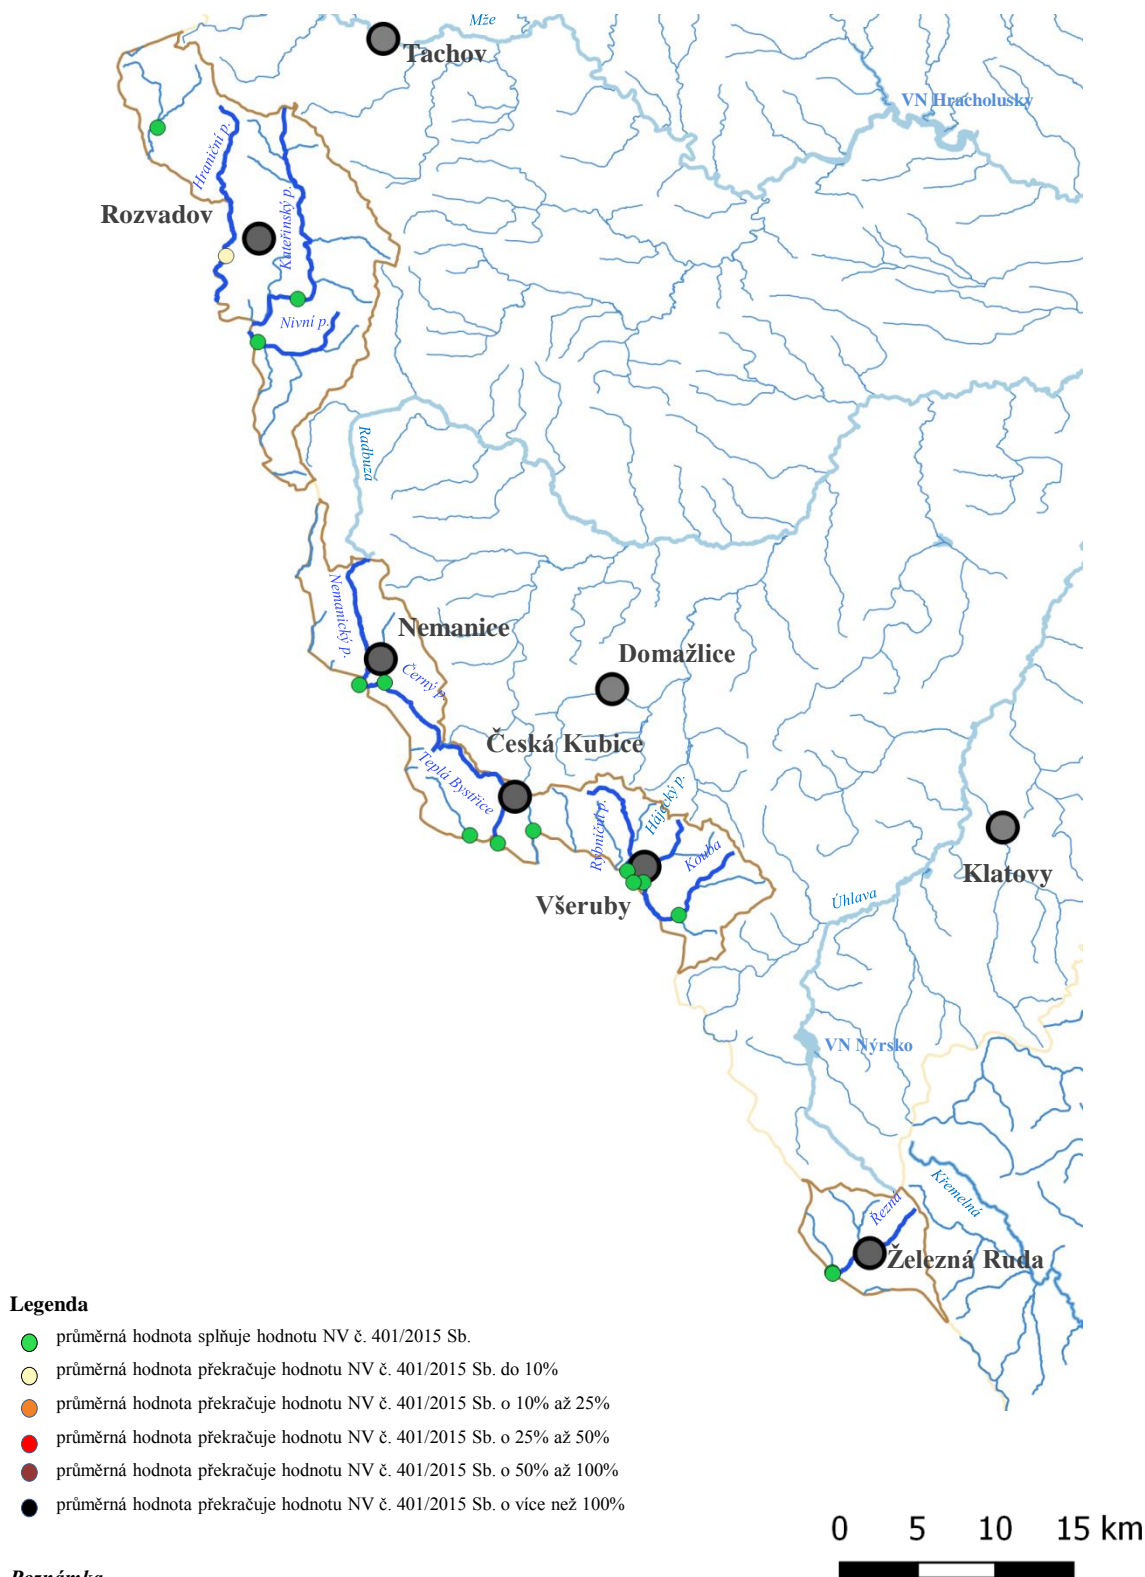 Mže
Tachov
VN Hracholusky
Hraniční p.
Rozvadov
Kateřinský p.
Nivní p.
Radbuza
Nemanický p.
Nemanice
Domažlice
Černý p.
Česká Kubice
Teplá Bystřice
Rybniční p.
Hájecký p.
Kouba
Klatovy
Všeruby
Úhlava
VN Nýrsko
Křemelná
Řezná
Železná Ruda
Legenda
průměrná hodnota splňuje hodnotu NV č. 401/2015 Sb.
průměrná hodnota překračuje hodnotu NV č. 401/2015 Sb. do 10%
průměrná hodnota překračuje hodnotu NV č. 401/2015 Sb. o 10% až 25%
průměrná hodnota překračuje hodnotu NV č. 401/2015 Sb. o 25% až 50%
průměrná hodnota překračuje hodnotu NV č. 401/2015 Sb. o 50% až 100%
průměrná hodnota překračuje hodnotu NV č. 401/2015 Sb. o více než 100%
0 5 10 15 km
Poznámka